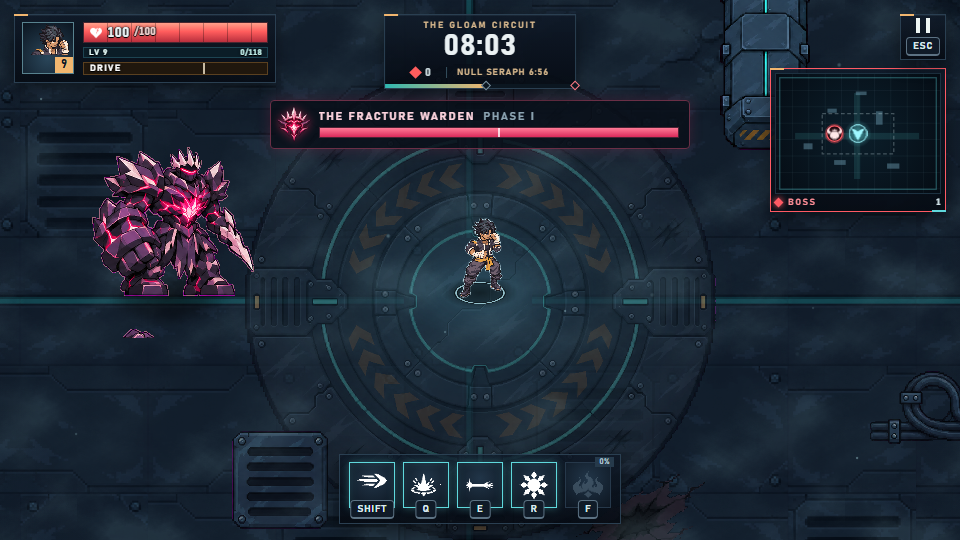 100/100
LV 9
0/118
9
DRIVE
THE GLOAM CIRCUIT
08:03
0
NULL SERAPH 6:56
ESC
THE FRACTURE WARDEN PHASE I
BOSS
1
0%
SHIFT
Q
E
R
F